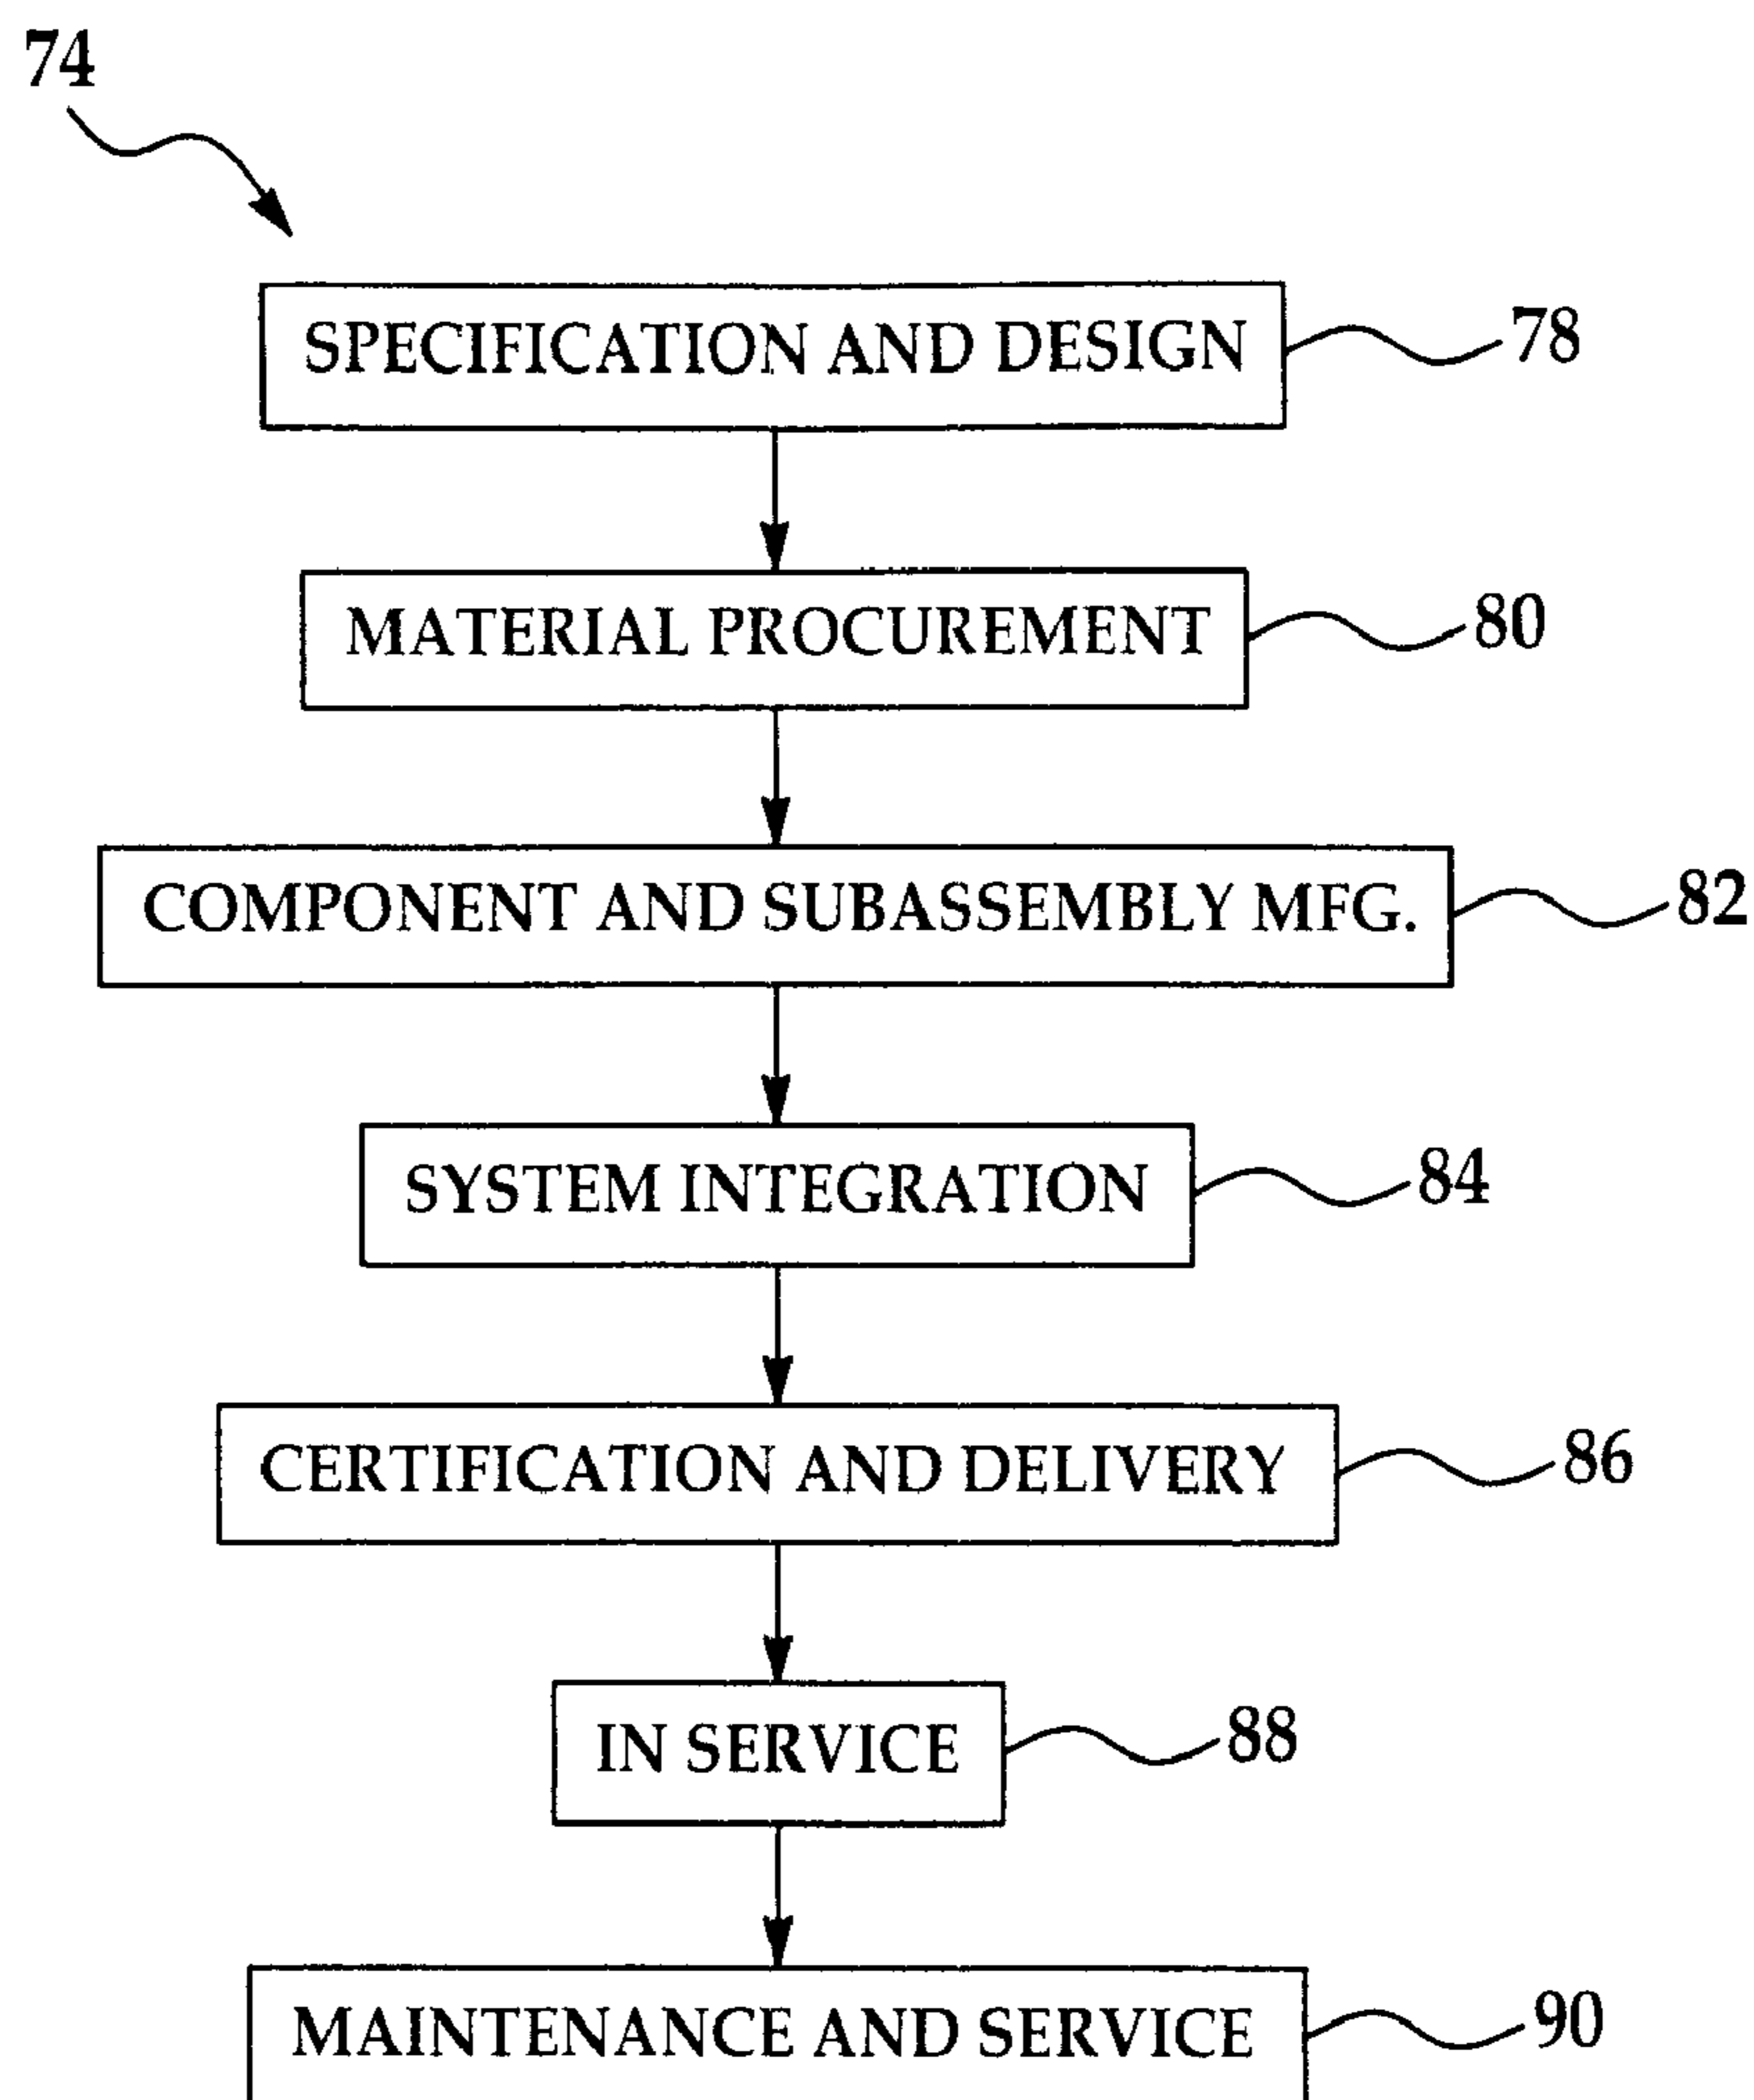 74
SPECIFICATION AND DESIGN 78
MATERIAL PROCUREMENT 80
COMPONENT AND SUBASSEMBLY MFG. 82
SYSTEM INTEGRATION 84
CERTIFICATION AND DELIVERY 86
IN SERVICE 88
MAINTENANCE AND SERVICE 90